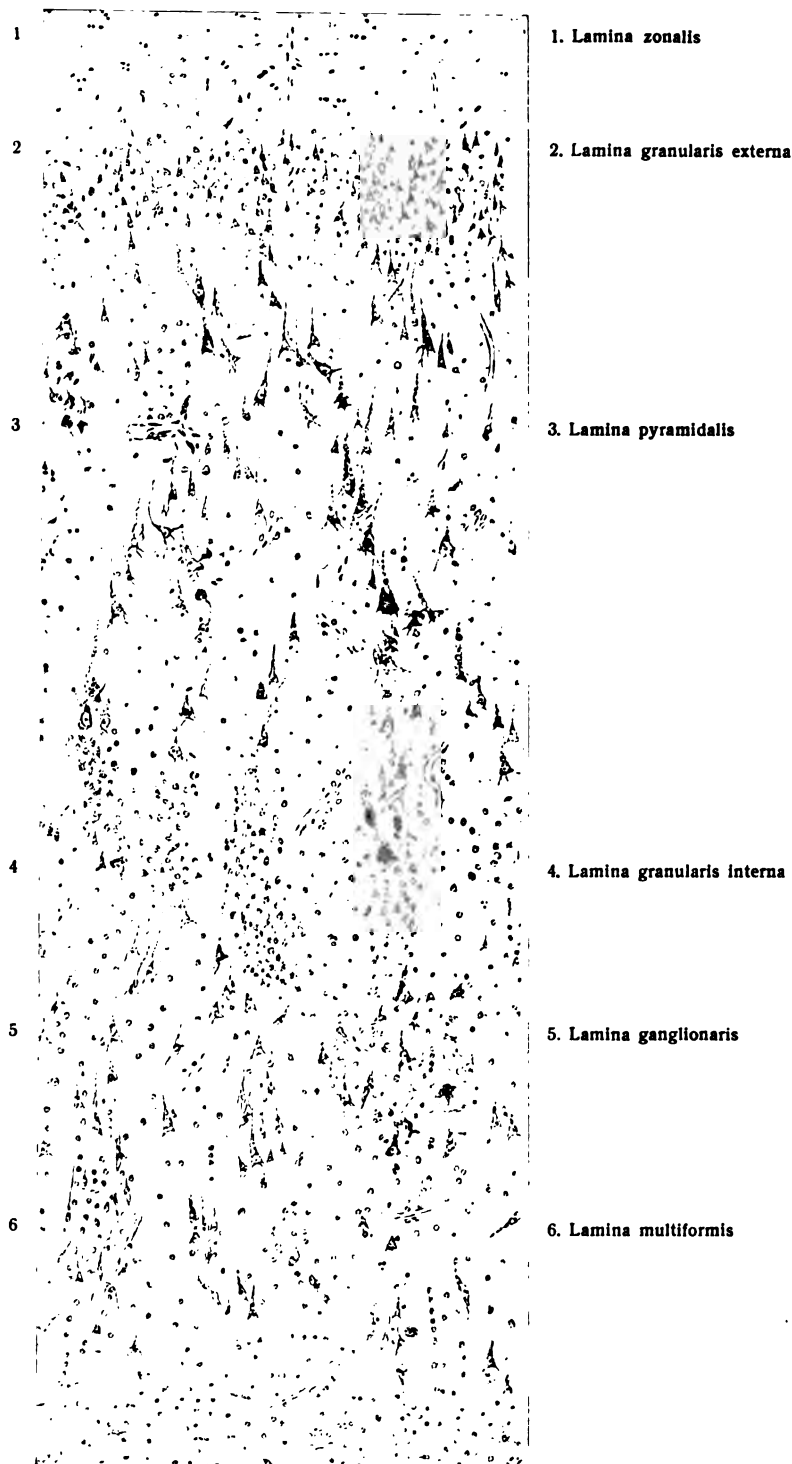 1 1. Lamina zonalis
2 2. Lamina granularis externa
3 3. Lamina pyramidalis
4 4. Lamina granularis interna
5 5. Lamina ganglionaris
6 6. Lamina multiformis